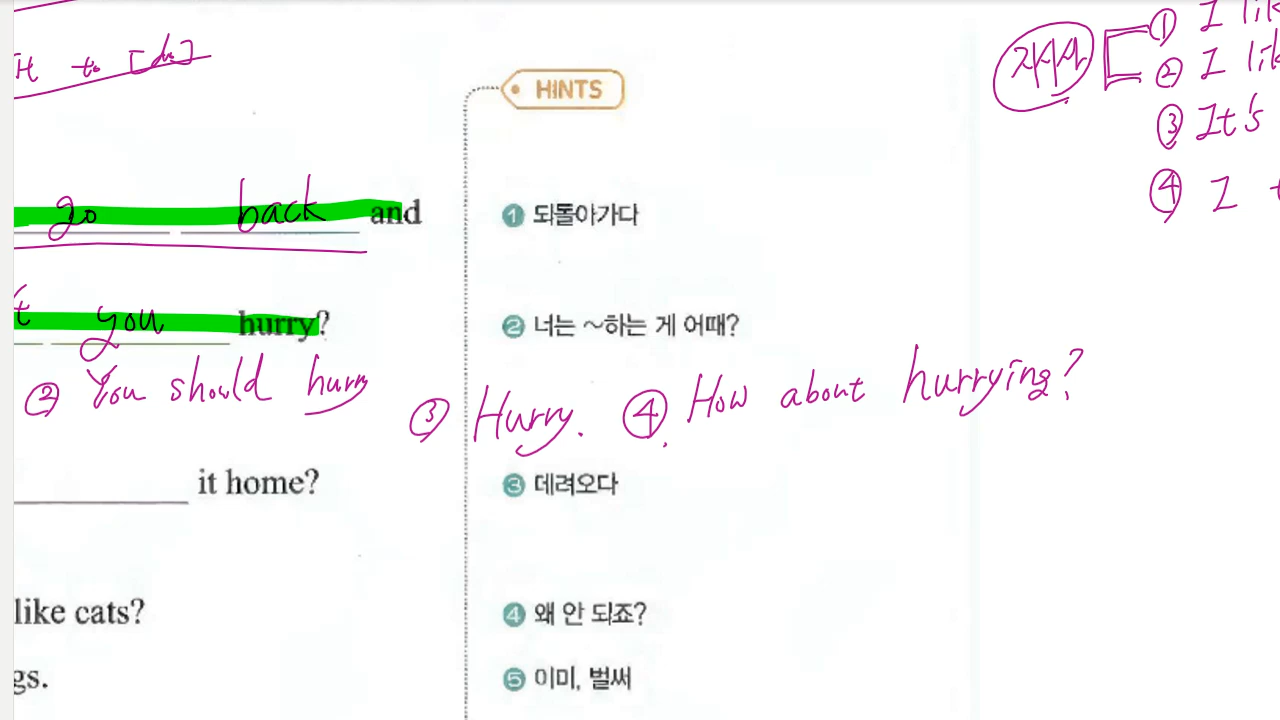 ① I
to
② I
HINTS
③ It's
④ I
go back and
① 되돌아가다
you hurry?
② 너는 ~하는 게 어때?
② You should hurry
③ Hurry. ④ How about hurrying?
it home?
③ 데려오다
like cats?
④ 왜 안 되죠?
⑤ 이미, 벌써